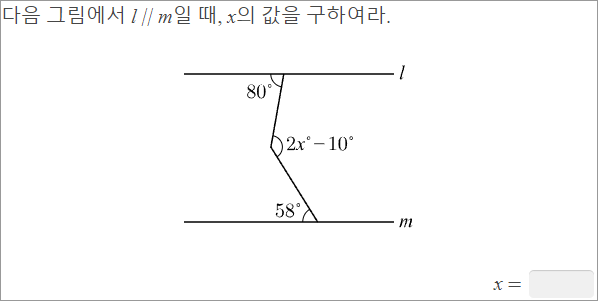 다음 그림에서 l // m일 때, x의 값을 구하여라.
l
80°
2x°−10°
58°
m
x =